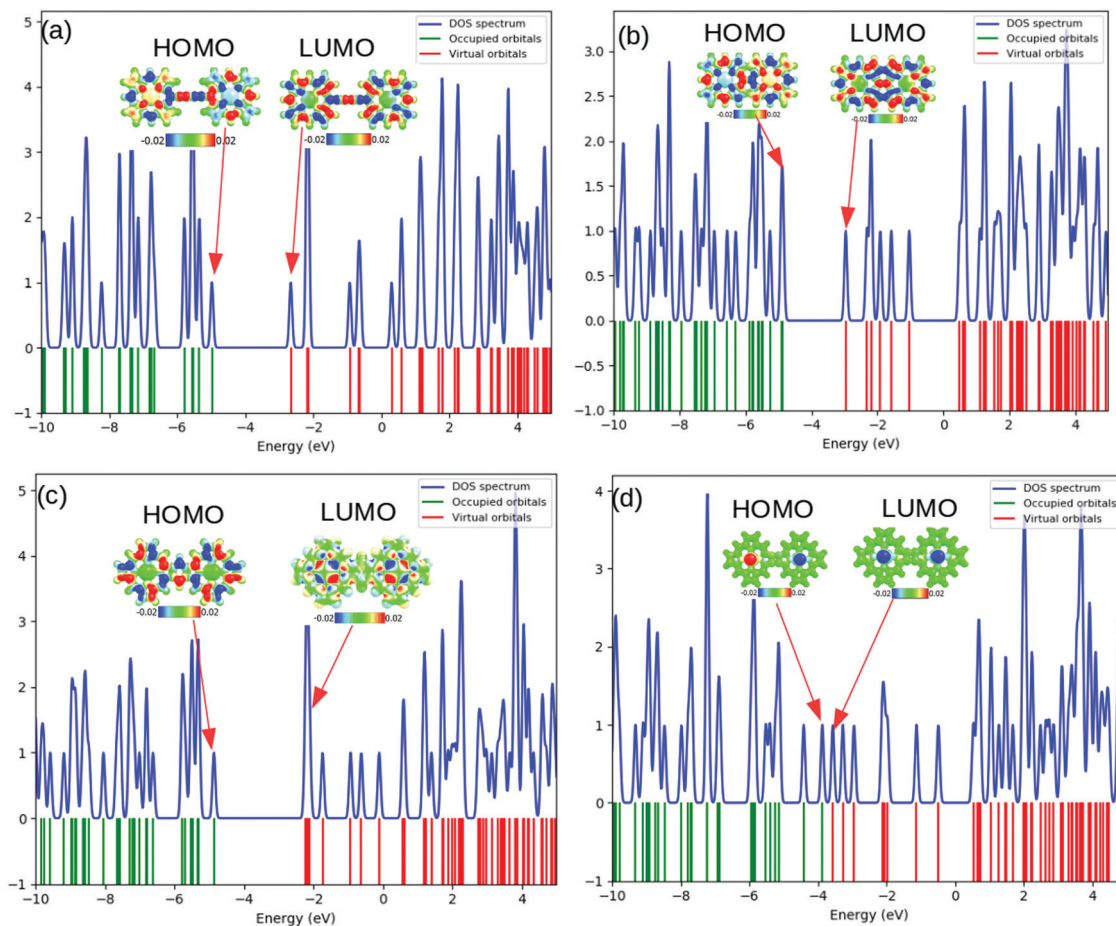 (a)
DOS spectrum
Occupied orbitals
Virtual orbitals
HOMO LUMO
-0.02 0.02 -0.02 0.02
5
4
3
2
1
0
−1
−10 −8 −6 −4 −2 0 2 4
Energy (eV)
(b)
DOS spectrum
Occupied orbitals
Virtual orbitals
HOMO LUMO
-0.02 0.02 -0.02 0.02
3.0
2.5
2.0
1.5
1.0
0.5
0.0
−0.5
−1.0
−10 −8 −6 −4 −2 0 2 4
Energy (eV)
(c)
DOS spectrum
Occupied orbitals
Virtual orbitals
HOMO LUMO
-0.02 0.02 -0.02 0.02
5
4
3
2
1
0
−1
−10 −8 −6 −4 −2 0 2 4
Energy (eV)
(d)
DOS spectrum
Occupied orbitals
Virtual orbitals
HOMO LUMO
-0.02 0.02 -0.02 0.02
4
3
2
1
0
−1
−10 −8 −6 −4 −2 0 2 4
Energy (eV)